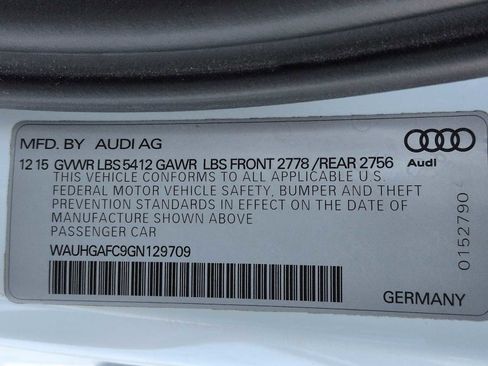 MFD. BY AUDI AG
12 15 GVWR LBS 5412 GAWR LBS FRONT 2778 /REAR 2756
THIS VEHICLE CONFORMS TO ALL APPLICABLE U.S.
FEDERAL MOTOR VEHICLE SAFETY, BUMPER AND THEFT
PREVENTION STANDARDS IN EFFECT ON THE DATE OF
MANUFACTURE SHOWN ABOVE
PASSENGER CAR
WAUHGAFC9GN129709
Audi
0152790
GERMANY